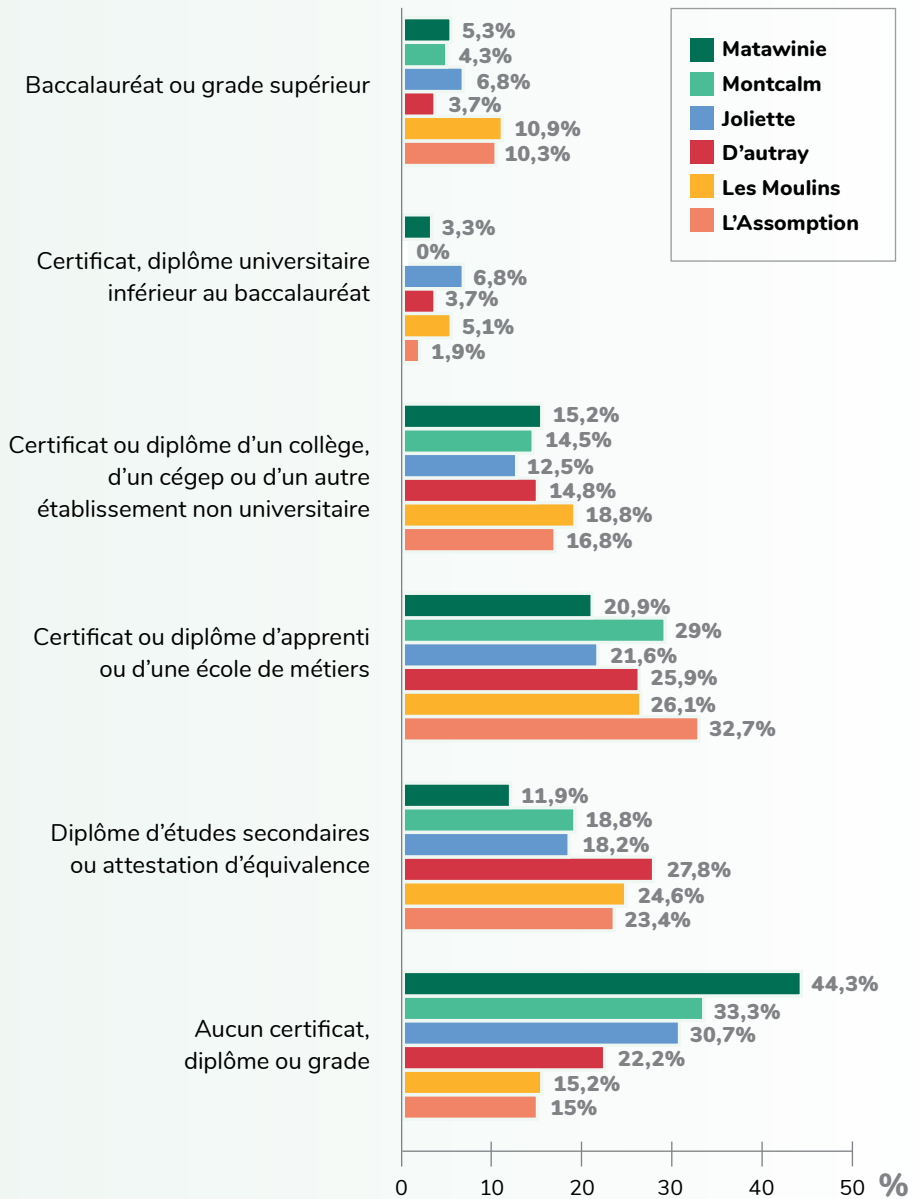 Matawinie
Montcalm
Joliette
D'autray
Les Moulins
L'Assomption
Baccalauréat ou grade supérieur
5,3%
4,3%
6,8%
3,7%
10,9%
10,3%
Certificat, diplôme universitaire
inférieur au baccalauréat
3,3%
0%
6,8%
3,7%
5,1%
1,9%
Certificat ou diplôme d'un collège,
d'un cégep ou d'un autre
établissement non universitaire
15,2%
14,5%
12,5%
14,8%
18,8%
16,8%
Certificat ou diplôme d'apprenti
ou d'une école de métiers
20,9%
29%
21,6%
25,9%
26,1%
32,7%
Diplôme d'études secondaires
ou attestation d'équivalence
11,9%
18,8%
18,2%
27,8%
24,6%
23,4%
Aucun certificat,
diplôme ou grade
44,3%
33,3%
30,7%
22,2%
15,2%
15%
0 10 20 30 40 50 %